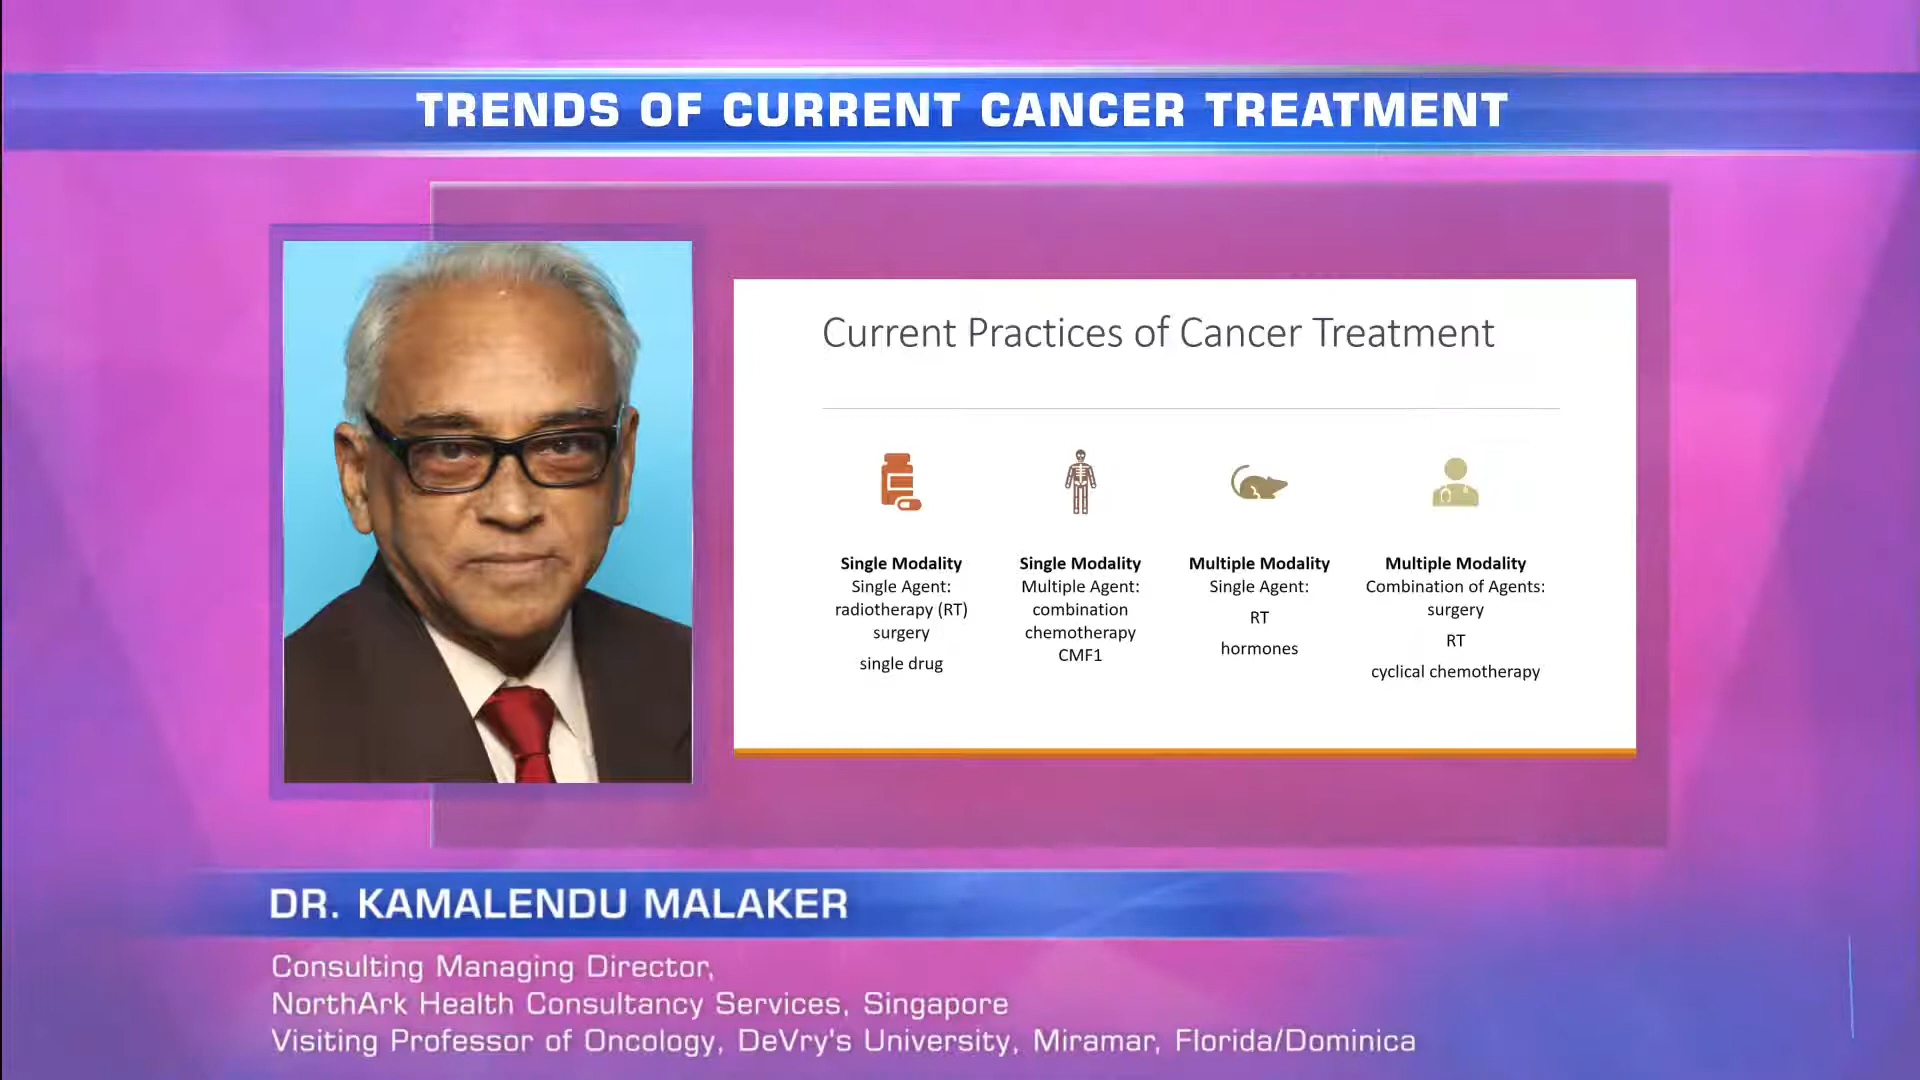 TRENDS OF CURRENT CANCER TREATMENT
Current Practices of Cancer Treatment
Single Modality
Single Agent:
radiotherapy (RT)
surgery
single drug
Single Modality
Multiple Agent:
combination
chemotherapy
CMF1
Multiple Modality
Single Agent:
RT
hormones
Multiple Modality
Combination of Agents:
surgery
RT
cyclical chemotherapy
DR. KAMALENDU MALAKER
Consulting Managing Director,
NorthArk Health Consultancy Services, Singapore
Visiting Professor of Oncology, DeVry's University, Miramar, Florida/Dominica